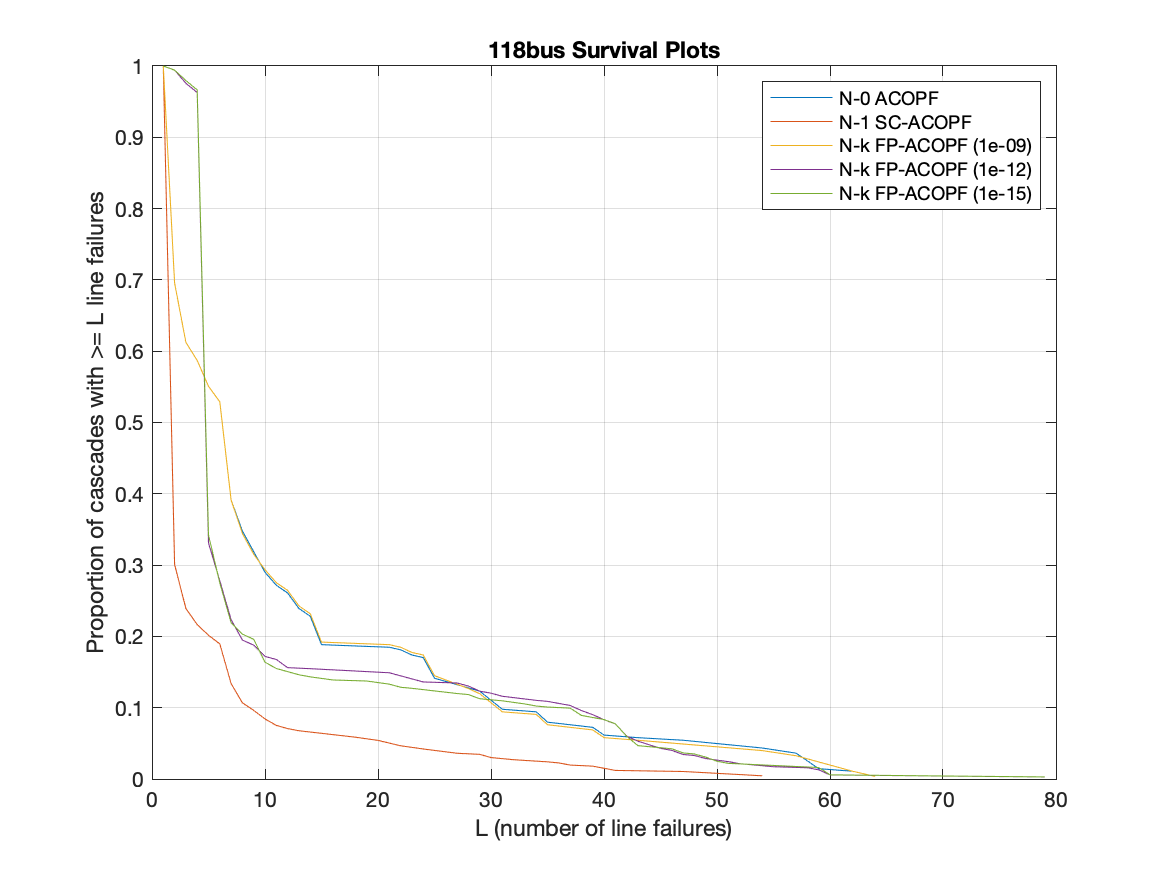 118bus Survival Plots
N-0 ACOPF
N-1 SC-ACOPF
N-k FP-ACOPF (1e-09)
N-k FP-ACOPF (1e-12)
N-k FP-ACOPF (1e-15)
Proportion of cascades with >= L line failures
1
0.9
0.8
0.7
0.6
0.5
0.4
0.3
0.2
0.1
0
0 10 20 30 40 50 60 70 80
L (number of line failures)